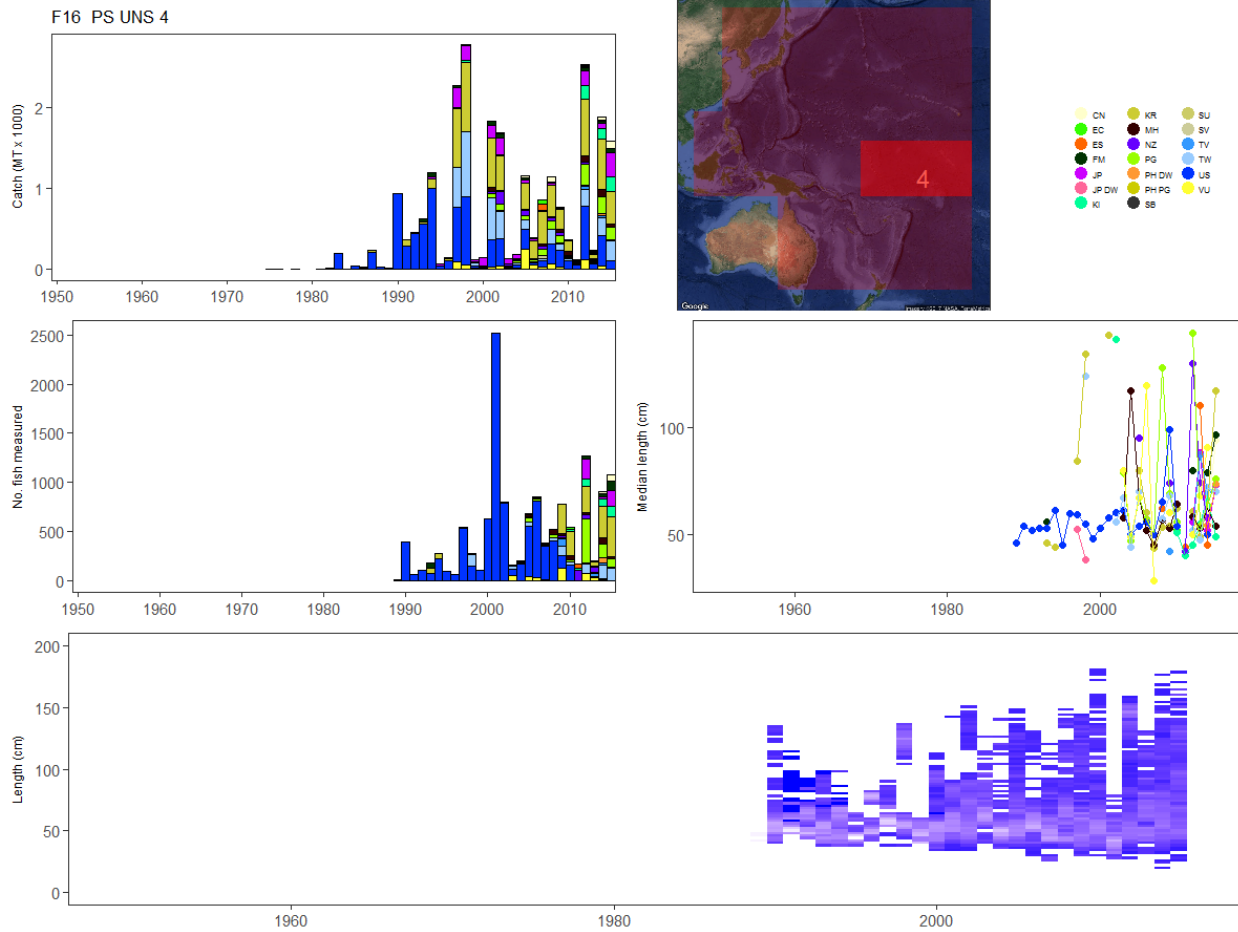 F16 PS UNS 4
Catch (MT x 1000)
2
1
0
1950
1960
1970
1980
1990
2000
2010
4
Google
CN
EC
ES
FM
JP
JP DW
KI
KR
MH
NZ
PG
PH DW
PH PG
SB
SU
SV
TV
TW
US
VU
No. fish measured
2500
2000
1500
1000
500
0
1950
1960
1970
1980
1990
2000
2010
Median length (cm)
100
50
1960
1980
2000
Length (cm)
200
150
100
50
0
1960
1980
2000